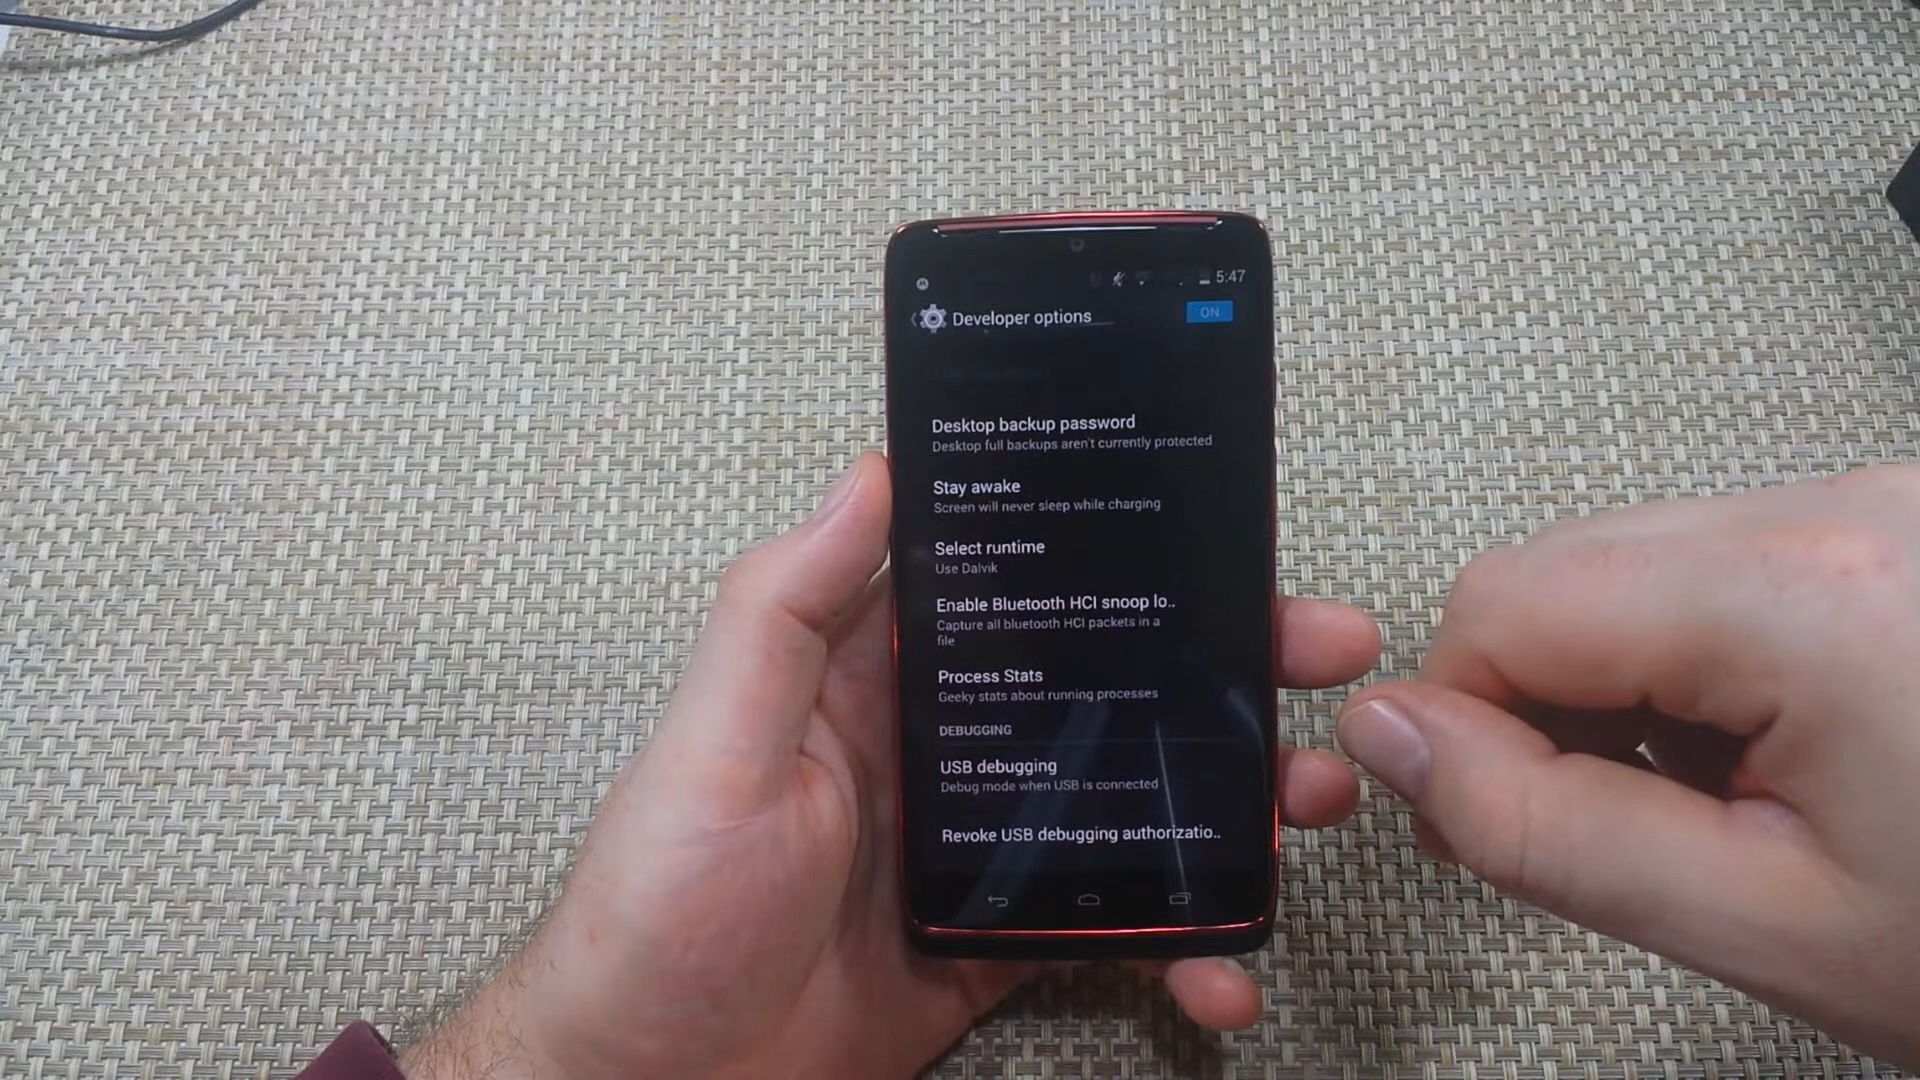 5:47
Developer options
ON
Desktop backup password
Desktop full backups aren't currently protected
Stay awake
Screen will never sleep while charging
Select runtime
Use Dalvik
Enable Bluetooth HCI snoop lo..
Capture all bluetooth HCI packets in a
file
Process Stats
Geeky stats about running processes
DEBUGGING
USB debugging
Debug mode when USB is connected
Revoke USB debugging authorizatio..